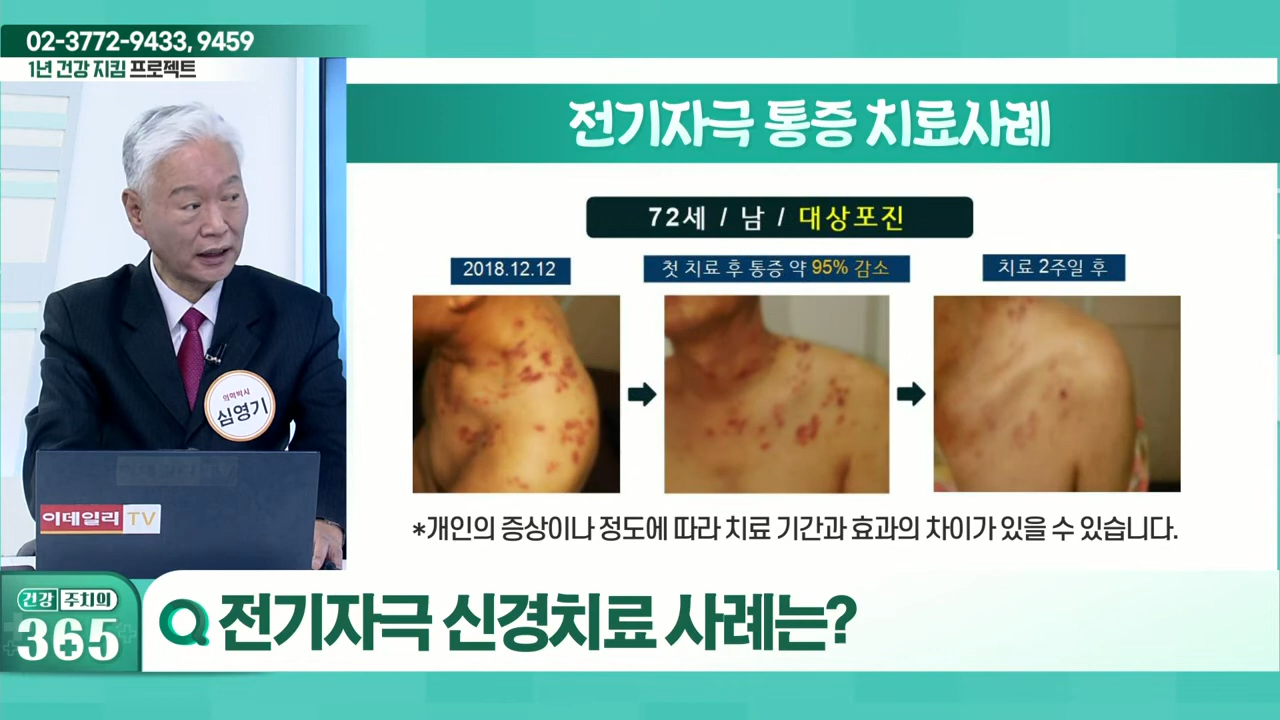 02-3772-9433, 9459
1년 건강 지킴 프로젝트
전기자극 통증 치료사례
72세 / 남 / 대상포진
2018.12.12
첫 치료 후 통증 약 95% 감소
치료 2주일 후
의학박사
심영기
이데일리 TV
*개인의 증상이나 정도에 따라 치료 기간과 효과의 차이가 있을 수 있습니다.
건강 주치의
365
Q 전기자극 신경치료 사례는?